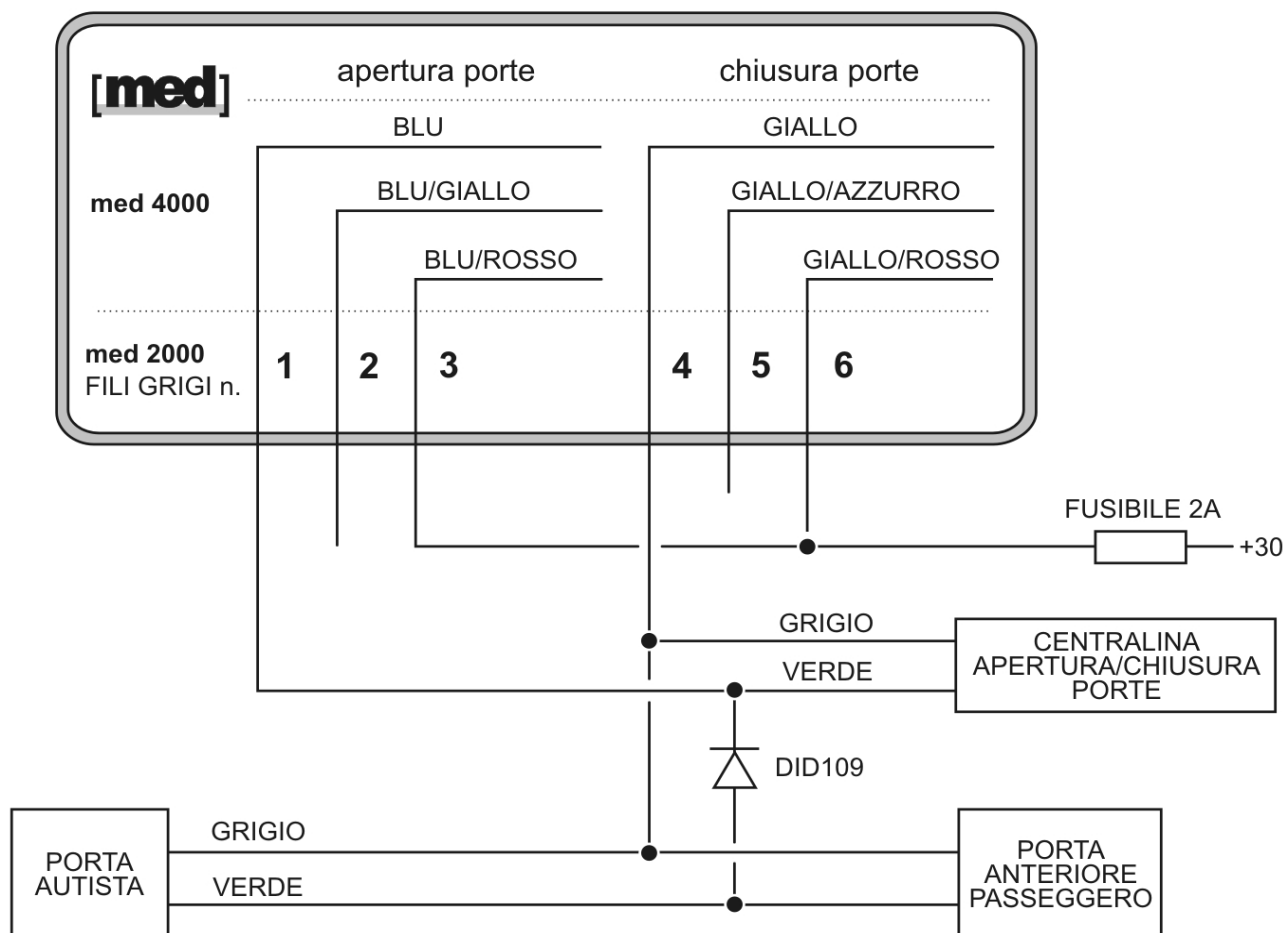 [med]
apertura porte
chiusura porte
BLU
GIALLO
med 4000
BLU/GIALLO
GIALLO/AZZURRO
BLU/ROSSO
GIALLO/ROSSO
med 2000
FILI GRIGI n.
1
2
3
4
5
6
FUSIBILE 2A
+30
GRIGIO
VERDE
CENTRALINA
APERTURA/CHIUSURA
PORTE
DID109
GRIGIO
VERDE
PORTA
AUTISTA
PORTA
ANTERIORE
PASSEGGERO